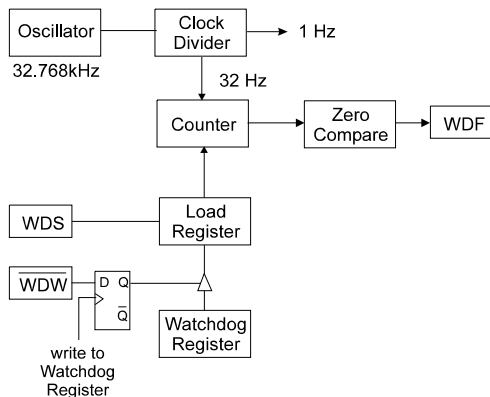 Oscillator
Clock
Divider
1 Hz
32.768kHz
32 Hz
Counter
Zero
Compare
WDF
WDS
Load
Register
WDW
D Q
Q
Watchdog
Register
write to
Watchdog
Register